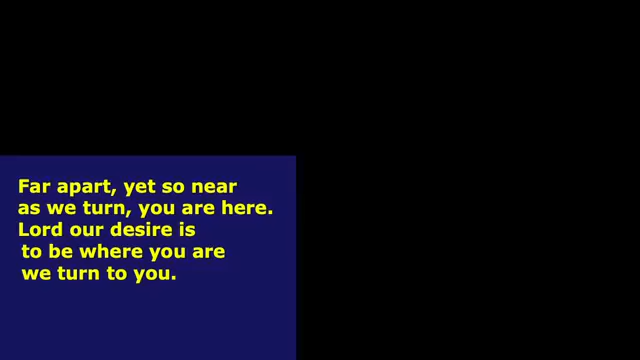 Far apart, yet so near
as we turn, you are here.
Lord our desire is
to be where you are
we turn to you.